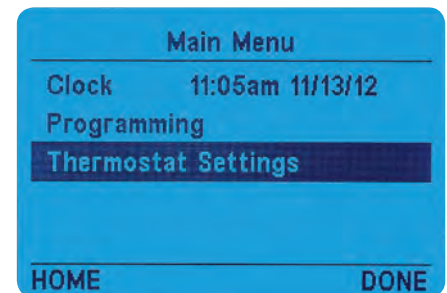 Main Menu
Clock 11:05am 11/13/12
Programming
Thermostat Settings
HOME DONE